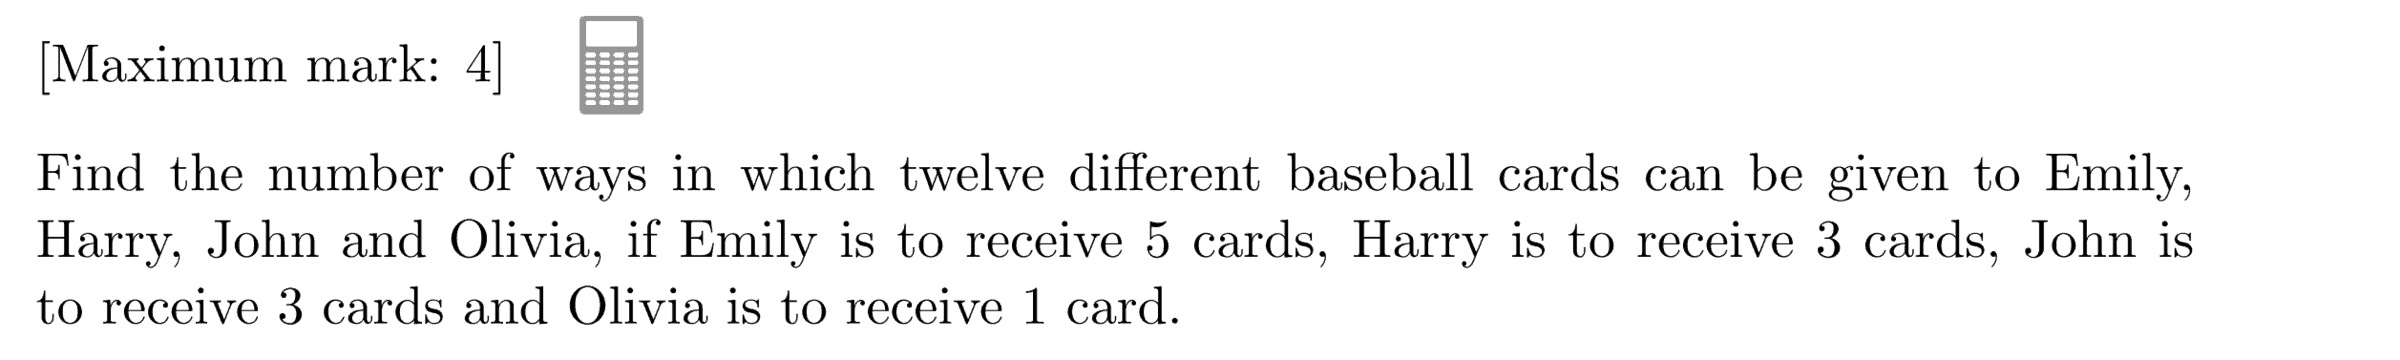 [Maximum mark: 4]
Find the number of ways in which twelve different baseball cards can be given to Emily,
Harry, John and Olivia, if Emily is to receive 5 cards, Harry is to receive 3 cards, John is
to receive 3 cards and Olivia is to receive 1 card.